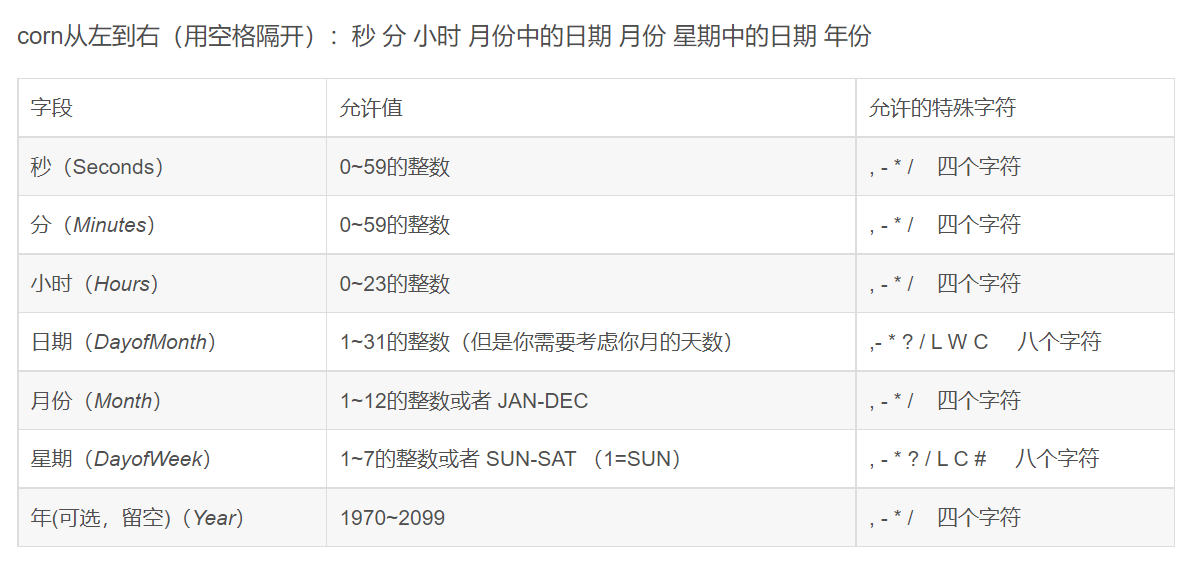 corn从左到右（用空格隔开）：秒 分 小时 月份中的日期 月份 星期中的日期 年份
字段 允许值 允许的特殊字符
秒（Seconds） 0~59的整数 , - * / 四个字符
分（Minutes） 0~59的整数 , - * / 四个字符
小时（Hours） 0~23的整数 , - * / 四个字符
日期（DayofMonth） 1~31的整数（但是你需要考虑你月的天数） ,- * ? / L W C 八个字符
月份（Month） 1~12的整数或者 JAN-DEC , - * / 四个字符
星期（DayofWeek） 1~7的整数或者 SUN-SAT （1=SUN） , - * ? / L C # 八个字符
年(可选，留空)（Year） 1970~2099 , - * / 四个字符